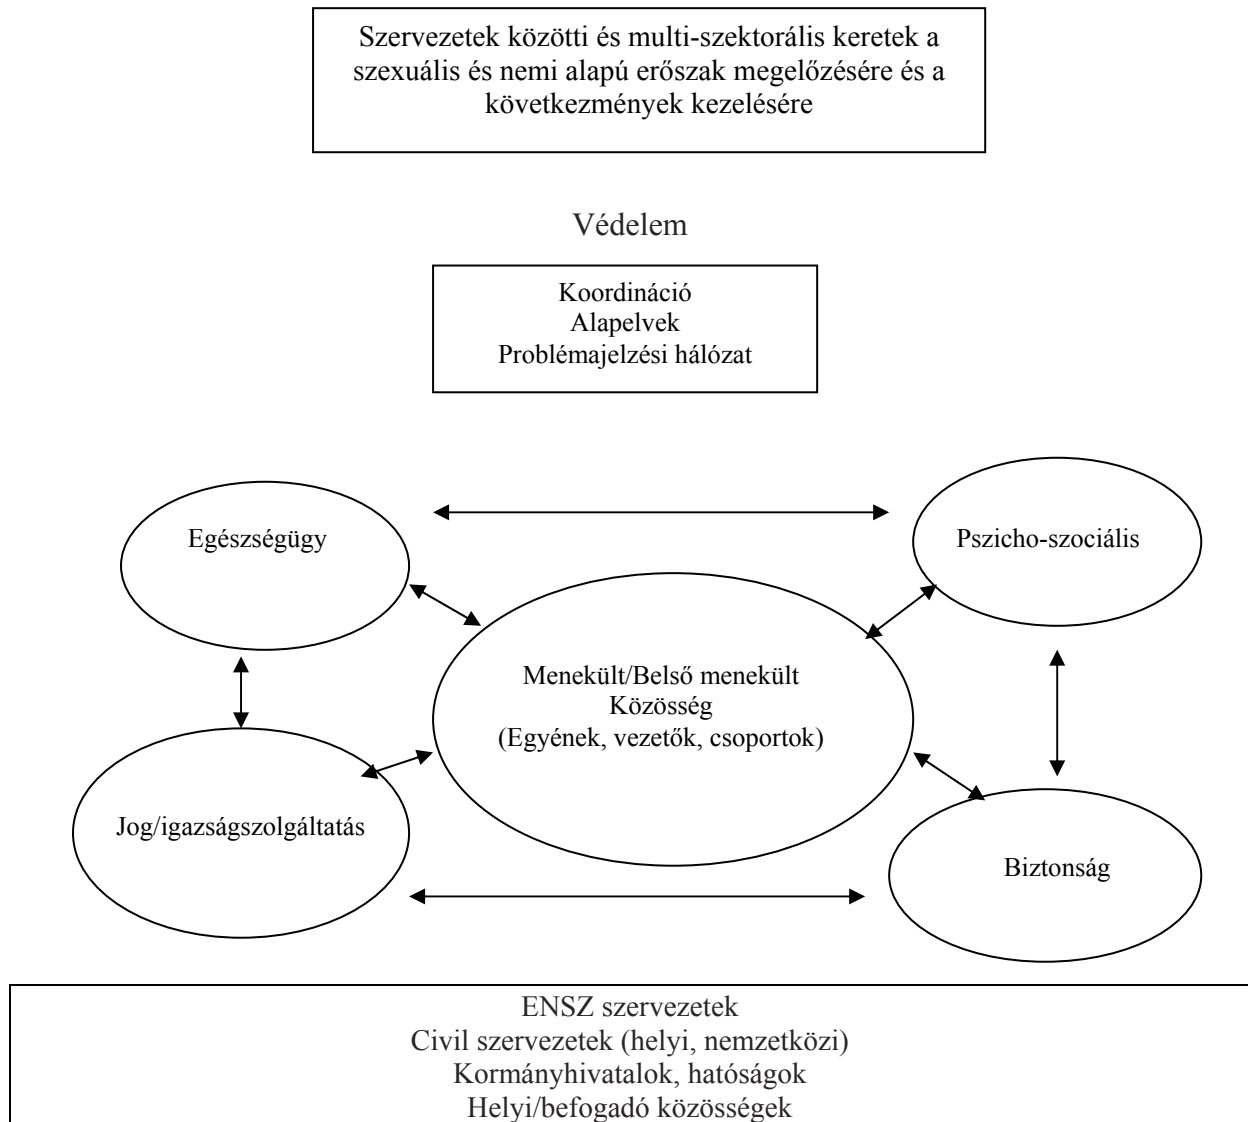 Szervezetek közötti és multi-szektorális keretek a
szexuális és nemi alapú erőszak megelőzésére és a
következmények kezelésére
Védelem
Koordináció
Alapelvek
Problémajelzési hálózat
Egészségügy
Pszicho-szociális
Menekült/Belső menekült
Közösség
(Egyének, vezetők, csoportok)
Jog/igazságszolgáltatás
Biztonság
ENSZ szervezetek
Civil szervezetek (helyi, nemzetközi)
Kormányhivatalok, hatóságok
Helyi/befogadó közösségek